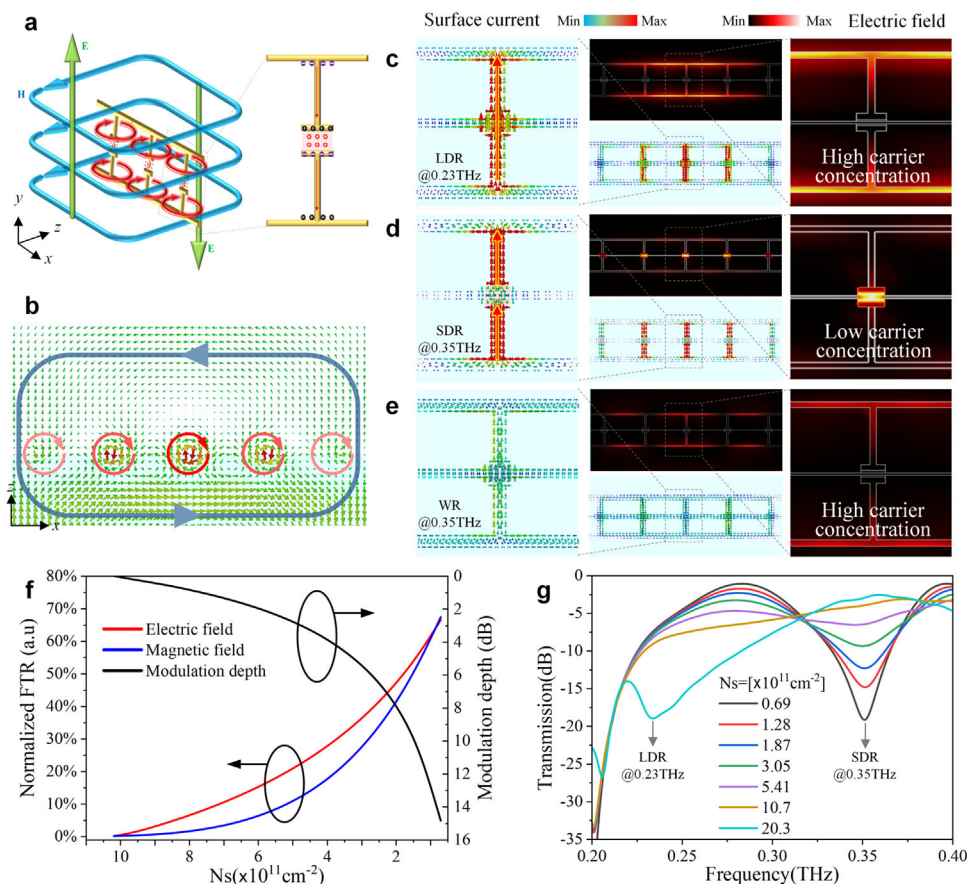 Surface current
Min
Max
Min
Max
Electric field
a
E
H
E
y
z
x
b
x
c
LDR
@0.23THz
High carrier
concentration
d
SDR
@0.35THz
Low carrier
concentration
e
WR
@0.35THz
High carrier
concentration
f
80%
70%
60%
50%
40%
30%
20%
10%
0%
Normalized FTR (a.u)
Electric field
Magnetic field
Modulation depth
0
2
4
6
8
10
12
14
16
Modulation depth (dB)
10
8
6
4
2
Ns(×10¹¹cm⁻²)
g
0
-5
-10
-15
-20
-25
-30
-35
Transmission(dB)
Ns=[×10¹¹cm⁻²]
0.69
1.28
1.87
3.05
5.41
10.7
20.3
LDR
@0.23THz
SDR
@0.35THz
0.20
0.25
0.30
0.35
0.40
Frequency(THz)